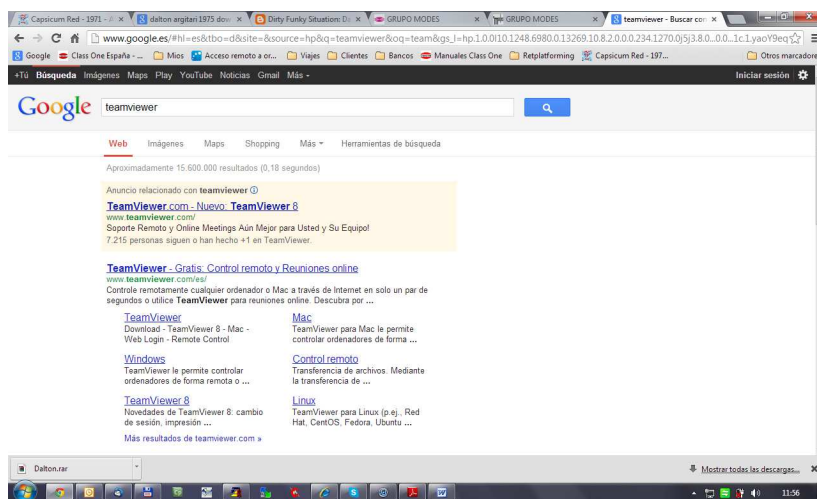 Capsicum Red - 1971 - A
dalton argitari 1975 dow
Dirty Funky Situation: Da
GRUPO MODES
GRUPO MODES
teamviewer - Buscar con
www.google.es/#hl=es&tbo=d&site=&source=hp&q=teamviewer&oq=team&gs_l=hp.1.0.0l10.1248.6980.0.13269.10.8.2.0.0.0.234.1270.0j5j3.8.0...0.0...1c.1.yaoY9eq
Google Class One España - ... Mios Acceso remoto a or... Viajes Clientes Bancos Manuales Class One Retplatforming Capsicum Red - 197... Otros marcadore
+Tú Búsqueda Imágenes Maps Play YouTube Noticias Gmail Más Iniciar sesión
Google teamviewer
Web Imágenes Maps Shopping Más Herramientas de búsqueda
Aproximadamente 15.600.000 resultados (0,18 segundos)
Anuncio relacionado con teamviewer
TeamViewer.com - Nuevo: TeamViewer 8
www.teamviewer.com/
Soporte Remoto y Online Meetings Aún Mejor para Usted y Su Equipo!
7.215 personas siguen o han hecho +1 en TeamViewer.
TeamViewer - Gratis: Control remoto y Reuniones online
www.teamviewer.com/es/
Controle remotamente cualquier ordenador o Mac a través de Internet en solo un par de
segundos o utilice TeamViewer para reuniones online. Descubra por ...
TeamViewer
Download - TeamViewer 8 - Mac -
Web Login - Remote Control
Mac
TeamViewer para Mac le permite
controlar ordenadores de forma ...
Windows
TeamViewer le permite controlar
ordenadores de forma remota o ...
Control remoto
Transferencia de archivos. Mediante
la transferencia de ...
TeamViewer 8
Novedades de TeamViewer 8: cambio
de sesión, impresión ...
Linux
TeamViewer para Linux (p.ej., Red
Hat, CentOS, Fedora, Ubuntu ...
Más resultados de teamviewer.com »
Dalton.rar
Mostrar todas las descargas...
11:56